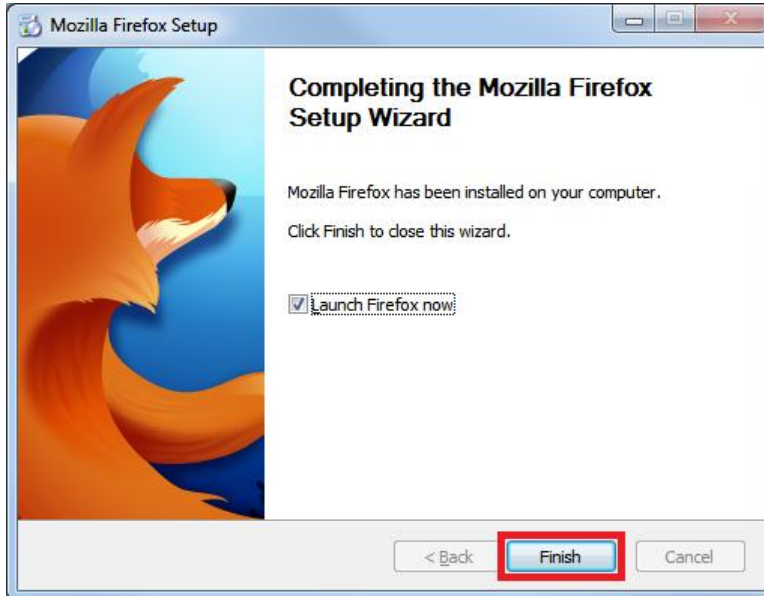 Mozilla Firefox Setup
Completing the Mozilla Firefox
Setup Wizard
Mozilla Firefox has been installed on your computer.
Click Finish to close this wizard.
Launch Firefox now
< Back
Finish
Cancel